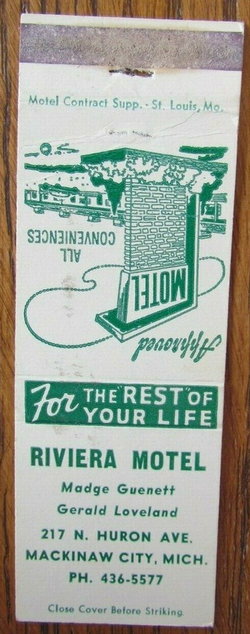 Motel Contract Supp. - St. Louis, Mo.
ALL
CONVENIENCES
MOTEL
Approved
For THE "REST" OF
YOUR LIFE
RIVIERA MOTEL
Madge Guenett
Gerald Loveland
217 N. HURON AVE.
MACKINAW CITY, MICH.
PH. 436-5577
Close Cover Before Striking